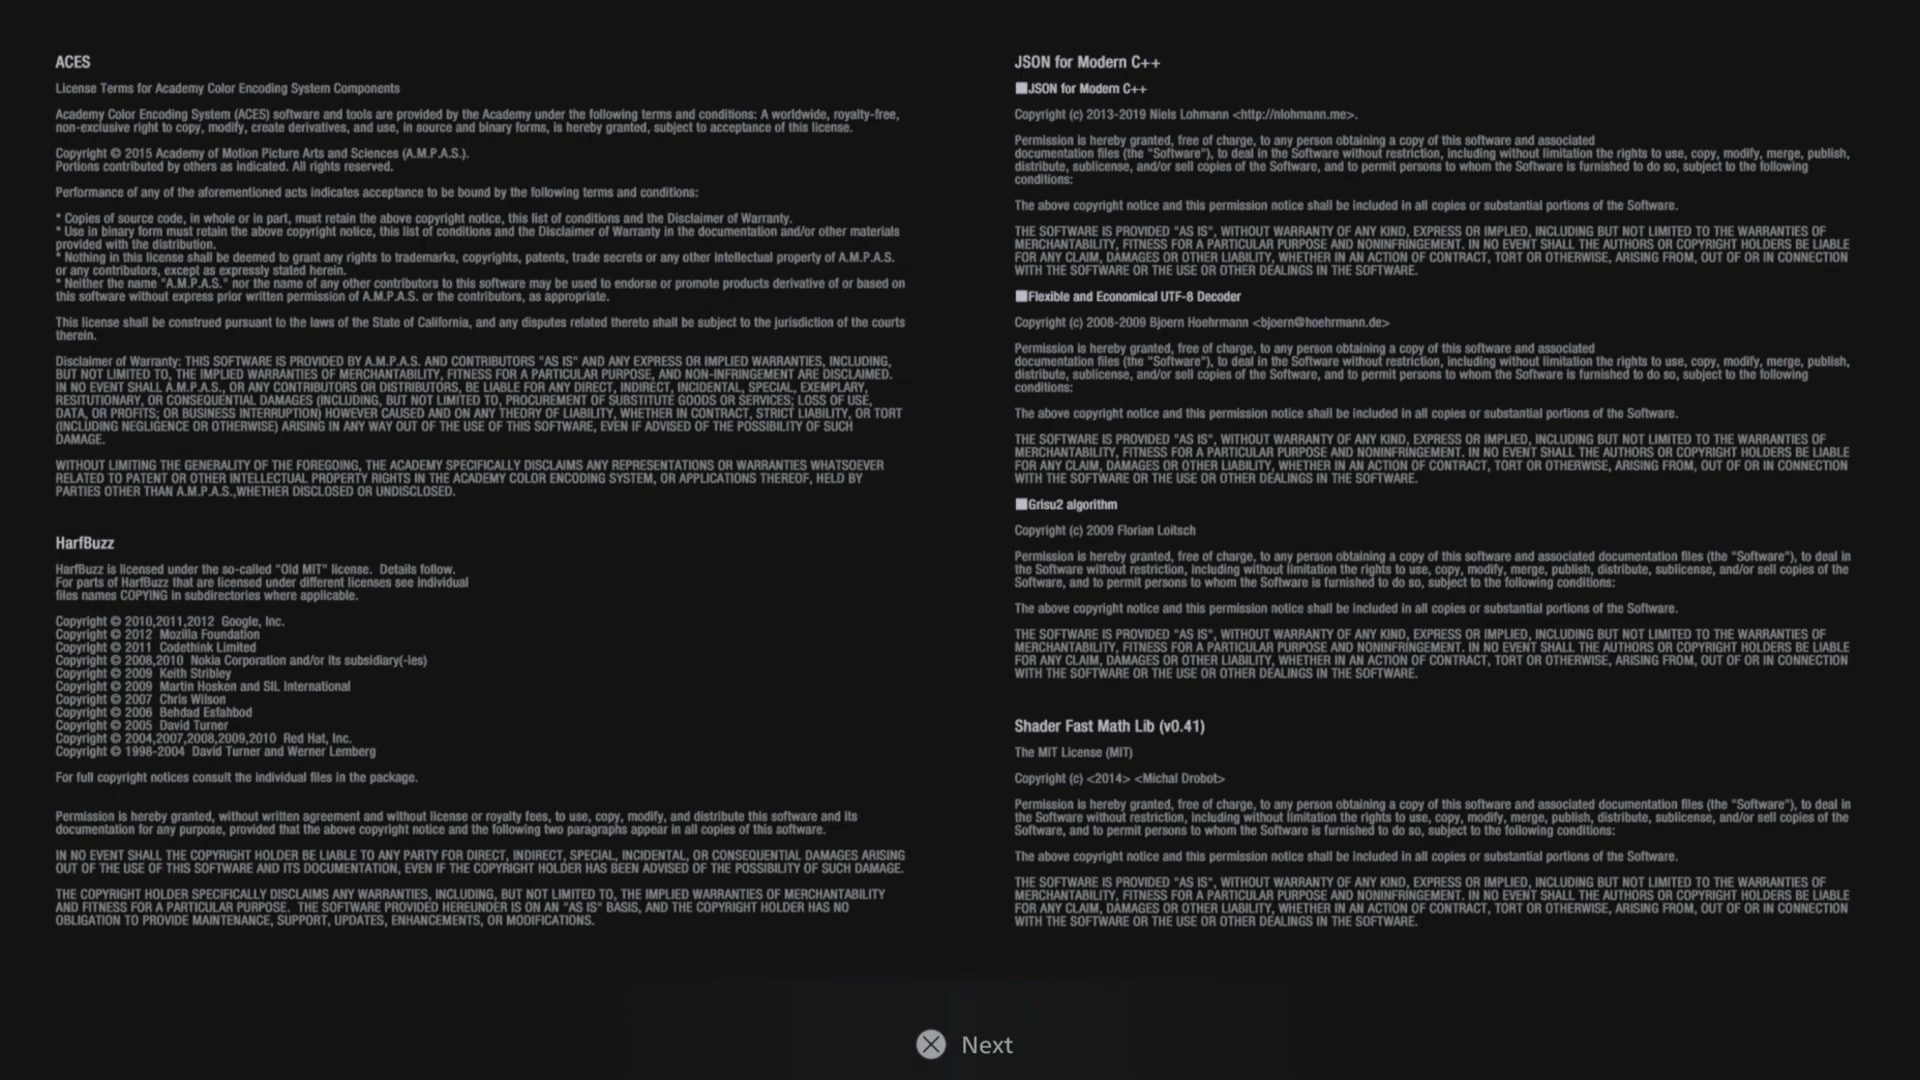 ACES
License Terms for Academy Color Encoding System Components
Academy Color Encoding System (ACES) software and tools are provided by the Academy under the following terms and conditions: A worldwide, royalty-free,
non-exclusive right to copy, modify, create derivatives, and use, in source and binary forms, is hereby granted, subject to acceptance of this license.
Copyright © 2015 Academy of Motion Picture Arts and Sciences (A.M.P.A.S.).
Portions contributed by others as indicated. All rights reserved.
Performance of any of the aforementioned acts indicates acceptance to be bound by the following terms and conditions:
* Copies of source code, in whole or in part, must retain the above copyright notice, this list of conditions and the Disclaimer of Warranty.
* Use in binary form must retain the above copyright notice, this list of conditions and the Disclaimer of Warranty in the documentation and/or other materials
provided with the distribution.
* Nothing in this license shall be deemed to grant any rights to trademarks, copyrights, patents, trade secrets or any other intellectual property of A.M.P.A.S.
or any contributors, except as expressly stated herein.
* Neither the name "A.M.P.A.S." nor the name of any other contributors to this software may be used to endorse or promote products derivative of or based on
this software without express prior written permission of A.M.P.A.S. or the contributors, as appropriate.
This license shall be construed pursuant to the laws of the State of California, and any disputes related thereto shall be subject to the jurisdiction of the courts
therein.
Disclaimer of Warranty: THIS SOFTWARE IS PROVIDED BY A.M.P.A.S. AND CONTRIBUTORS "AS IS" AND ANY EXPRESS OR IMPLIED WARRANTIES, INCLUDING,
BUT NOT LIMITED TO, THE IMPLIED WARRANTIES OF MERCHANTABILITY, FITNESS FOR A PARTICULAR PURPOSE, AND NON-INFRINGEMENT ARE DISCLAIMED.
IN NO EVENT SHALL A.M.P.A.S., OR ANY CONTRIBUTORS OR DISTRIBUTORS, BE LIABLE FOR ANY DIRECT, INDIRECT, INCIDENTAL, SPECIAL, EXEMPLARY,
RESITUTIONARY, OR CONSEQUENTIAL DAMAGES (INCLUDING, BUT NOT LIMITED TO, PROCUREMENT OF SUBSTITUTE GOODS OR SERVICES; LOSS OF USE,
DATA, OR PROFITS; OR BUSINESS INTERRUPTION) HOWEVER CAUSED AND ON ANY THEORY OF LIABILITY, WHETHER IN CONTRACT, STRICT LIABILITY, OR TORT
(INCLUDING NEGLIGENCE OR OTHERWISE) ARISING IN ANY WAY OUT OF THE USE OF THIS SOFTWARE, EVEN IF ADVISED OF THE POSSIBILITY OF SUCH
DAMAGE.
WITHOUT LIMITING THE GENERALITY OF THE FOREGOING, THE ACADEMY SPECIFICALLY DISCLAIMS ANY REPRESENTATIONS OR WARRANTIES WHATSOEVER
RELATED TO PATENT OR OTHER INTELLECTUAL PROPERTY RIGHTS IN THE ACADEMY COLOR ENCODING SYSTEM, OR APPLICATIONS THEREOF, HELD BY
PARTIES OTHER THAN A.M.P.A.S.,WHETHER DISCLOSED OR UNDISCLOSED.
HarfBuzz
HarfBuzz is licensed under the so-called "Old MIT" license.  Details follow.
For parts of HarfBuzz that are licensed under different licenses see individual
files names COPYING in subdirectories where applicable.
Copyright © 2010,2011,2012  Google, Inc.
Copyright © 2012  Mozilla Foundation
Copyright © 2011  Codethink Limited
Copyright © 2008,2010  Nokia Corporation and/or its subsidiary(-ies)
Copyright © 2009  Keith Stribley
Copyright © 2009  Martin Hosken and SIL International
Copyright © 2007  Chris Wilson
Copyright © 2006  Behdad Esfahbod
Copyright © 2005  David Turner
Copyright © 2004,2007,2008,2009,2010  Red Hat, Inc.
Copyright © 1998-2004  David Turner and Werner Lemberg
For full copyright notices consult the individual files in the package.
Permission is hereby granted, without written agreement and without license or royalty fees, to use, copy, modify, and distribute this software and its
documentation for any purpose, provided that the above copyright notice and the following two paragraphs appear in all copies of this software.
IN NO EVENT SHALL THE COPYRIGHT HOLDER BE LIABLE TO ANY PARTY FOR DIRECT, INDIRECT, SPECIAL, INCIDENTAL, OR CONSEQUENTIAL DAMAGES ARISING
OUT OF THE USE OF THIS SOFTWARE AND ITS DOCUMENTATION, EVEN IF THE COPYRIGHT HOLDER HAS BEEN ADVISED OF THE POSSIBILITY OF SUCH DAMAGE.
THE COPYRIGHT HOLDER SPECIFICALLY DISCLAIMS ANY WARRANTIES, INCLUDING, BUT NOT LIMITED TO, THE IMPLIED WARRANTIES OF MERCHANTABILITY
AND FITNESS FOR A PARTICULAR PURPOSE.  THE SOFTWARE PROVIDED HEREUNDER IS ON AN "AS IS" BASIS, AND THE COPYRIGHT HOLDER HAS NO
OBLIGATION TO PROVIDE MAINTENANCE, SUPPORT, UPDATES, ENHANCEMENTS, OR MODIFICATIONS.
JSON for Modern C++
■JSON for Modern C++
Copyright (c) 2013-2019 Niels Lohmann <http://nlohmann.me>.
Permission is hereby granted, free of charge, to any person obtaining a copy of this software and associated
documentation files (the "Software"), to deal in the Software without restriction, including without limitation the rights to use, copy, modify, merge, publish,
distribute, sublicense, and/or sell copies of the Software, and to permit persons to whom the Software is furnished to do so, subject to the following
conditions:
The above copyright notice and this permission notice shall be included in all copies or substantial portions of the Software.
THE SOFTWARE IS PROVIDED "AS IS", WITHOUT WARRANTY OF ANY KIND, EXPRESS OR IMPLIED, INCLUDING BUT NOT LIMITED TO THE WARRANTIES OF
MERCHANTABILITY, FITNESS FOR A PARTICULAR PURPOSE AND NONINFRINGEMENT. IN NO EVENT SHALL THE AUTHORS OR COPYRIGHT HOLDERS BE LIABLE
FOR ANY CLAIM, DAMAGES OR OTHER LIABILITY, WHETHER IN AN ACTION OF CONTRACT, TORT OR OTHERWISE, ARISING FROM, OUT OF OR IN CONNECTION
WITH THE SOFTWARE OR THE USE OR OTHER DEALINGS IN THE SOFTWARE.
■Flexible and Economical UTF-8 Decoder
Copyright (c) 2008-2009 Bjoern Hoehrmann <bjoern@hoehrmann.de>
Permission is hereby granted, free of charge, to any person obtaining a copy of this software and associated
documentation files (the "Software"), to deal in the Software without restriction, including without limitation the rights to use, copy, modify, merge, publish,
distribute, sublicense, and/or sell copies of the Software, and to permit persons to whom the Software is furnished to do so, subject to the following
conditions:
The above copyright notice and this permission notice shall be included in all copies or substantial portions of the Software.
THE SOFTWARE IS PROVIDED "AS IS", WITHOUT WARRANTY OF ANY KIND, EXPRESS OR IMPLIED, INCLUDING BUT NOT LIMITED TO THE WARRANTIES OF
MERCHANTABILITY, FITNESS FOR A PARTICULAR PURPOSE AND NONINFRINGEMENT. IN NO EVENT SHALL THE AUTHORS OR COPYRIGHT HOLDERS BE LIABLE
FOR ANY CLAIM, DAMAGES OR OTHER LIABILITY, WHETHER IN AN ACTION OF CONTRACT, TORT OR OTHERWISE, ARISING FROM, OUT OF OR IN CONNECTION
WITH THE SOFTWARE OR THE USE OR OTHER DEALINGS IN THE SOFTWARE.
■Grisu2 algorithm
Copyright (c) 2009 Florian Loitsch
Permission is hereby granted, free of charge, to any person obtaining a copy of this software and associated documentation files (the "Software"), to deal in
the Software without restriction, including without limitation the rights to use, copy, modify, merge, publish, distribute, sublicense, and/or sell copies of the
Software, and to permit persons to whom the Software is furnished to do so, subject to the following conditions:
The above copyright notice and this permission notice shall be included in all copies or substantial portions of the Software.
THE SOFTWARE IS PROVIDED "AS IS", WITHOUT WARRANTY OF ANY KIND, EXPRESS OR IMPLIED, INCLUDING BUT NOT LIMITED TO THE WARRANTIES OF
MERCHANTABILITY, FITNESS FOR A PARTICULAR PURPOSE AND NONINFRINGEMENT. IN NO EVENT SHALL THE AUTHORS OR COPYRIGHT HOLDERS BE LIABLE
FOR ANY CLAIM, DAMAGES OR OTHER LIABILITY, WHETHER IN AN ACTION OF CONTRACT, TORT OR OTHERWISE, ARISING FROM, OUT OF OR IN CONNECTION
WITH THE SOFTWARE OR THE USE OR OTHER DEALINGS IN THE SOFTWARE.
Shader Fast Math Lib (v0.41)
The MIT License (MIT)
Copyright (c) <2014> <Michal Drobot>
Permission is hereby granted, free of charge, to any person obtaining a copy of this software and associated documentation files (the "Software"), to deal in
the Software without restriction, including without limitation the rights to use, copy, modify, merge, publish, distribute, sublicense, and/or sell copies of the
Software, and to permit persons to whom the Software is furnished to do so, subject to the following conditions:
The above copyright notice and this permission notice shall be included in all copies or substantial portions of the Software.
THE SOFTWARE IS PROVIDED "AS IS", WITHOUT WARRANTY OF ANY KIND, EXPRESS OR IMPLIED, INCLUDING BUT NOT LIMITED TO THE WARRANTIES OF
MERCHANTABILITY, FITNESS FOR A PARTICULAR PURPOSE AND NONINFRINGEMENT. IN NO EVENT SHALL THE AUTHORS OR COPYRIGHT HOLDERS BE LIABLE
FOR ANY CLAIM, DAMAGES OR OTHER LIABILITY, WHETHER IN AN ACTION OF CONTRACT, TORT OR OTHERWISE, ARISING FROM, OUT OF OR IN CONNECTION
WITH THE SOFTWARE OR THE USE OR OTHER DEALINGS IN THE SOFTWARE.
Next